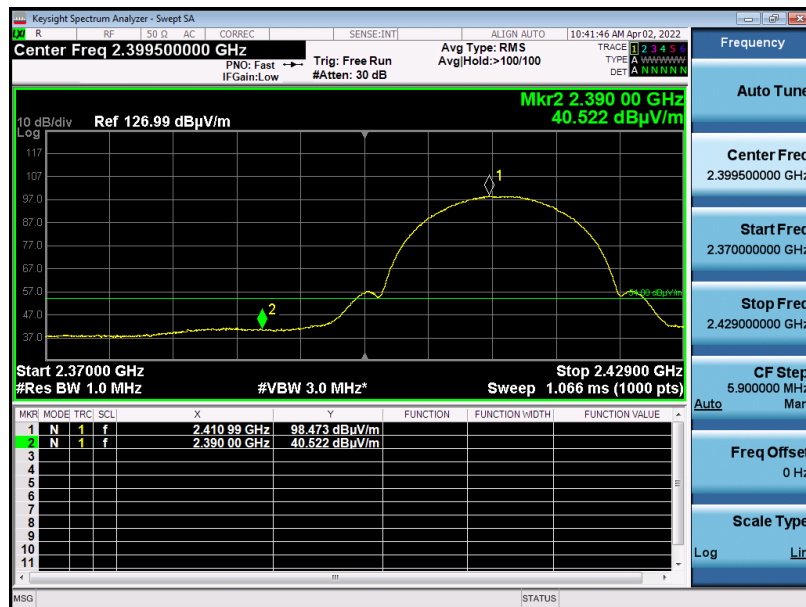 Keysight Spectrum Analyzer - Swept SA
LXI R RF 50 Ω AC CORREC SENSE:INT ALIGN AUTO 10:41:46 AM Apr 02, 2022
Center Freq 2.399500000 GHz
PNO: Fast
IFGain:Low
Trig: Free Run
#Atten: 30 dB
Avg Type: RMS
Avg|Hold:>100/100
TRACE 1 2 3 4 5 6
TYPE A WWWWW
DET A N N N N N
Mkr2 2.390 00 GHz
40.522 dBµV/m
10 dB/div
Log
Ref 126.99 dBµV/m
117
107
97.0
87.0
77.0
67.0
57.0
47.0
37.0
1
2
54.00 dBµV/m
Start 2.37000 GHz
Stop 2.42900 GHz
#Res BW 1.0 MHz
#VBW 3.0 MHz*
Sweep 1.066 ms (1000 pts)
MKR MODE TRC SCL X Y FUNCTION FUNCTION WIDTH FUNCTION VALUE
1 N 1 f 2.410 99 GHz 98.473 dBµV/m
2 N 1 f 2.390 00 GHz 40.522 dBµV/m
3
4
5
6
7
8
9
10
11
MSG
STATUS
Frequency
Auto Tune
Center Freq
2.399500000 GHz
Start Freq
2.370000000 GHz
Stop Freq
2.429000000 GHz
CF Step
5.900000 MHz
Auto Man
Freq Offset
0 Hz
Scale Type
Log Lin